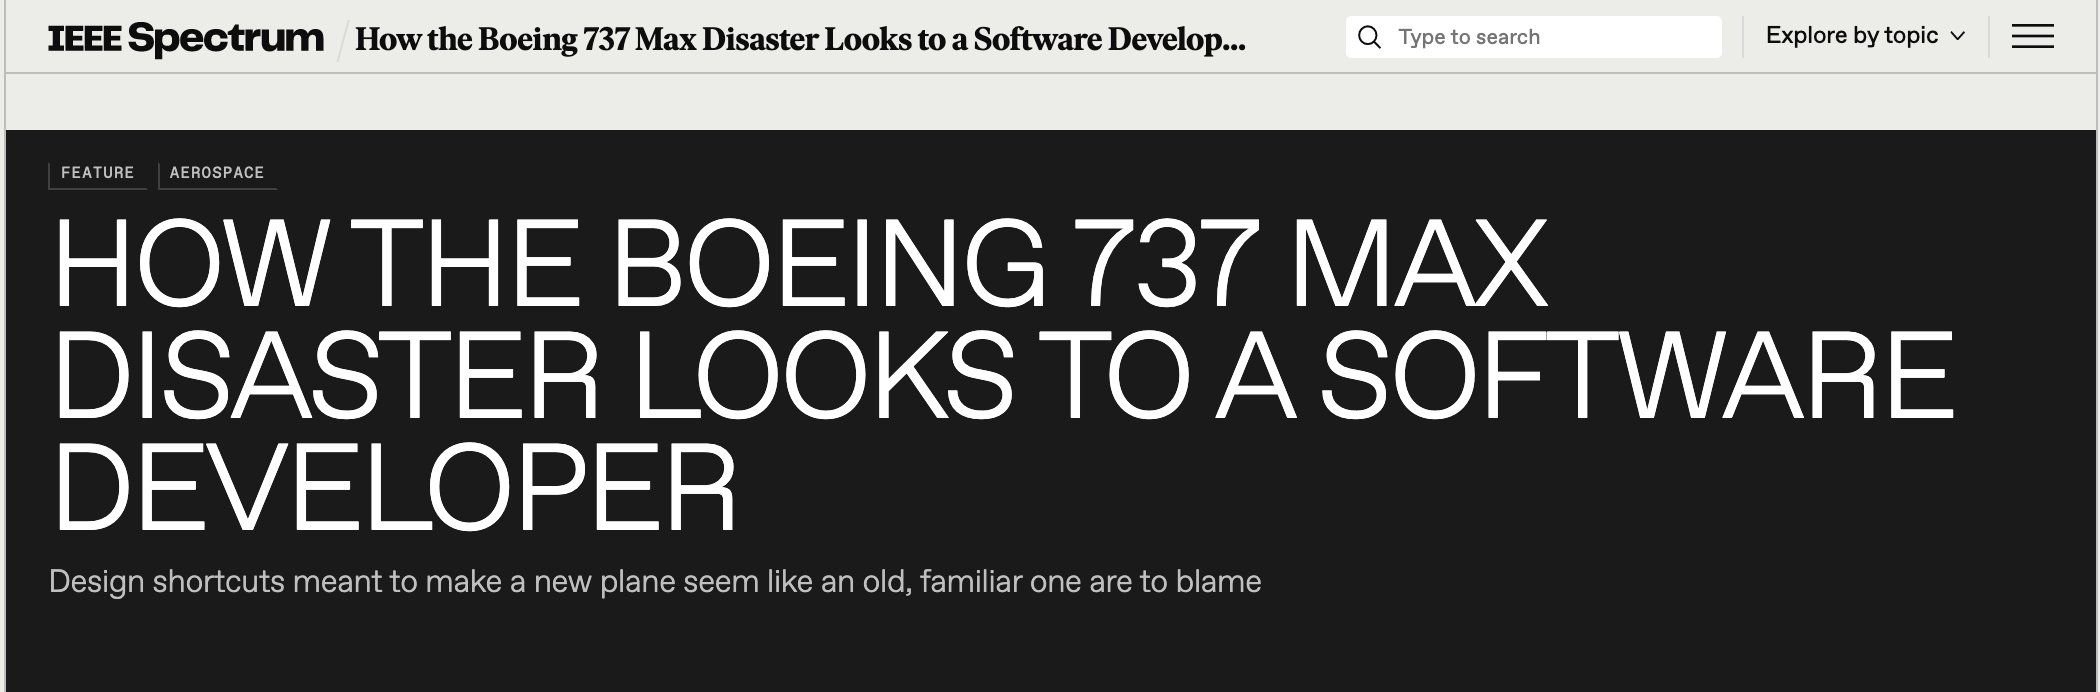 IEEE Spectrum / How the Boeing 737 Max Disaster Looks to a Software Develop...
Type to search
Explore by topic
FEATURE
AEROSPACE
HOW THE BOEING 737 MAX
DISASTER LOOKS TO A SOFTWARE
DEVELOPER
Design shortcuts meant to make a new plane seem like an old, familiar one are to blame